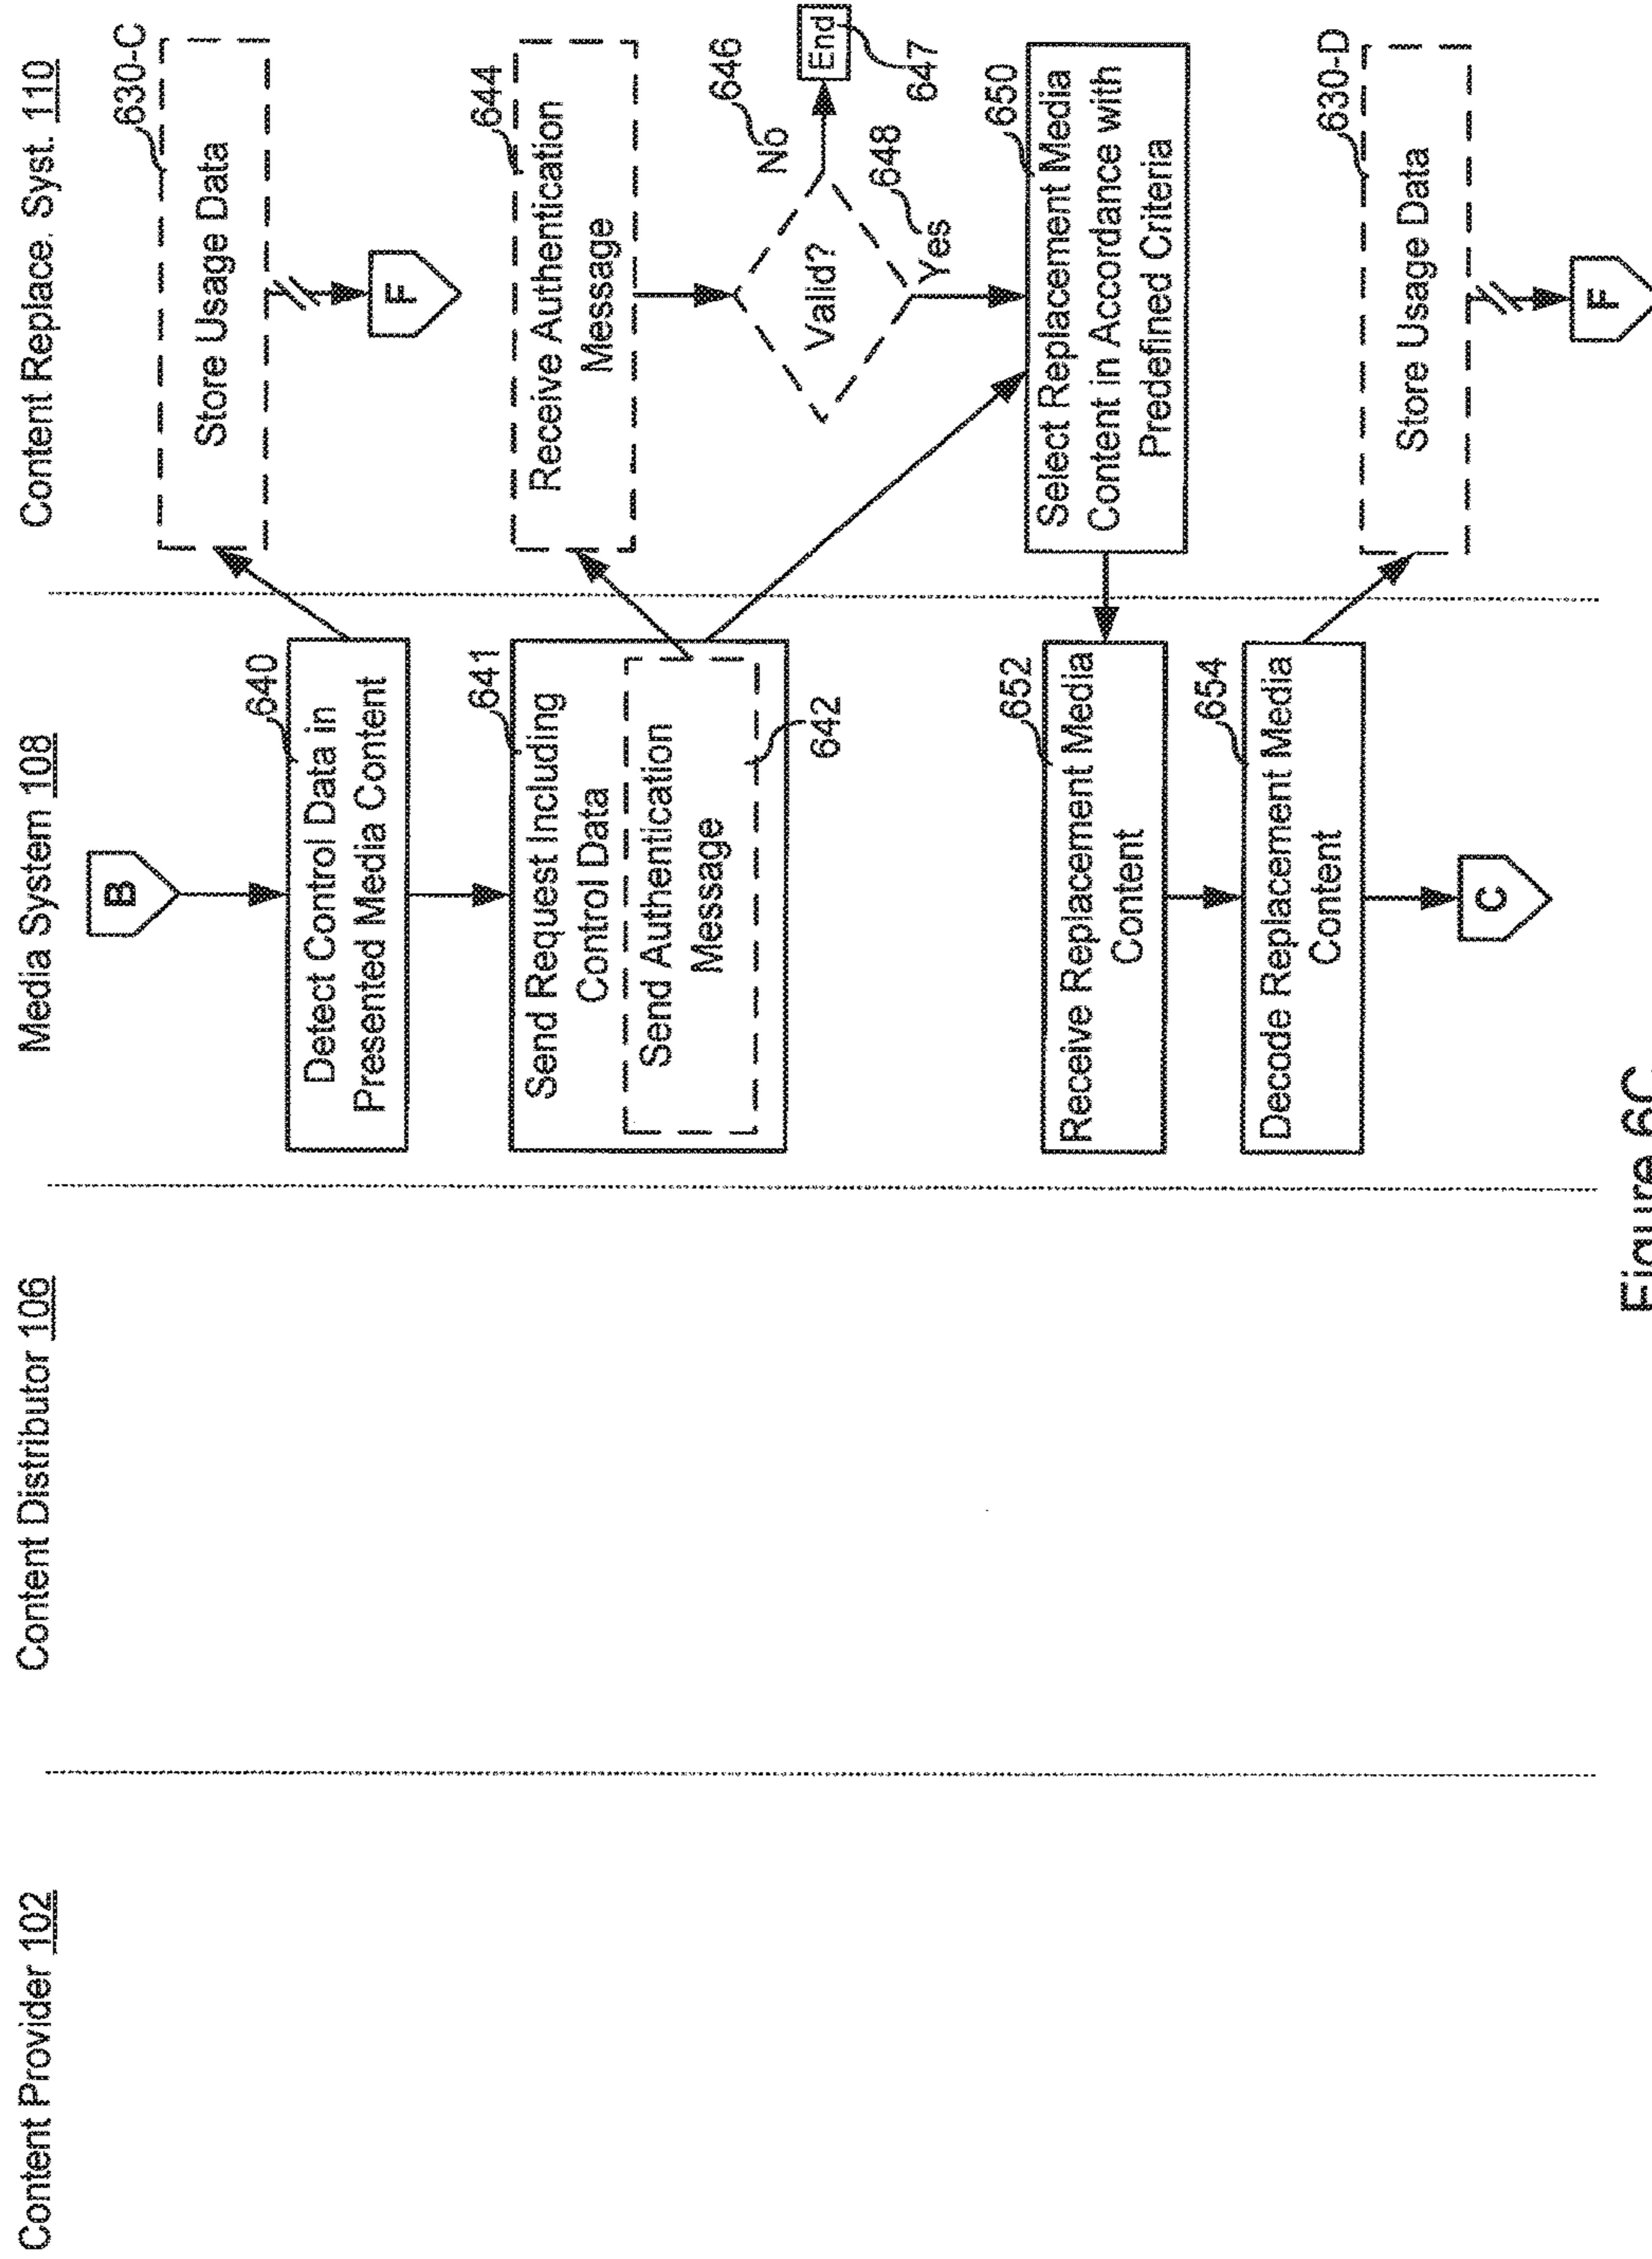 Content Provider 102
Content Distributor 106
Media System 108
Content Replace. Syst. 110
B
640
Detect Control Data in
Presented Media Content
630-C
Store Usage Data
F
641
Send Request Including
Control Data
Send Authentication
Message
642
644
Receive Authentication
Message
Valid?
No
646
End
647
648
Yes
650
Select Replacement Media
Content in Accordance with
Predefined Criteria
652
Receive Replacement Media
Content
654
Decode Replacement Media
Content
630-D
Store Usage Data
C
F
Figure 6C